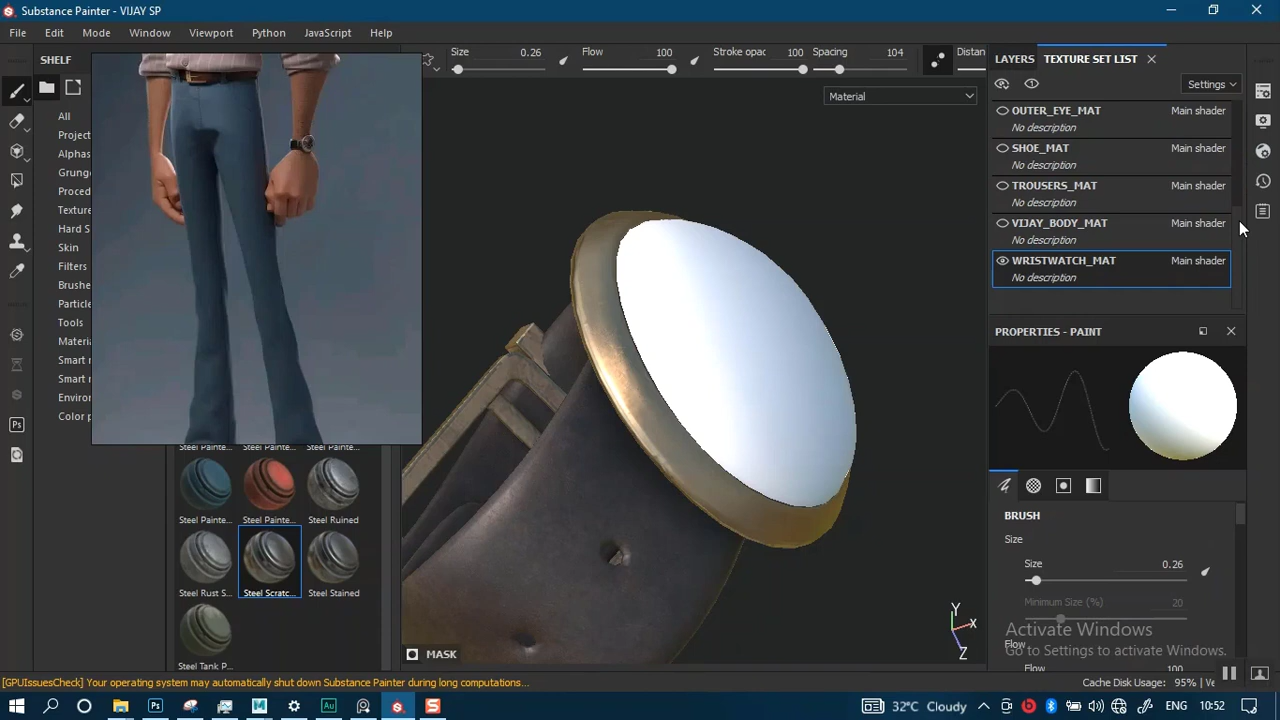 Substance Painter - VIJAY SP
File Edit Mode Window Viewport Python JavaScript Help
SHELF
Size 0.26
Flow 100
Stroke opac 100
Spacing 104
Distan
Material
LAYERS TEXTURE SET LIST
Settings
OUTER_EYE_MAT Main shader
No description
SHOE_MAT Main shader
No description
TROUSERS_MAT Main shader
No description
VIJAY_BODY_MAT Main shader
No description
WRISTWATCH_MAT Main shader
No description
All
Project
Alphas
Grunge
Proced
Texture
Hard S
Skin
Filters
Brushe
Particle
Tools
Materia
Smart r
Smart r
Enviror
Color p
Steel Painte... Steel Painte... Steel Painte...
Steel Painte... Steel Painte... Steel Ruined
Steel Rust S... Steel Scratc... Steel Stained
Steel Tank P...
MASK
Y
X
Z
PROPERTIES - PAINT
BRUSH
Size
Size 0.26
Minimum Size (%) 20
Flow
Flow 100
Activate Windows
Go to Settings to activate Windows.
[GPUIssuesCheck] Your operating system may automatically shut down Substance Painter during long computations...
Cache Disk Usage: 95% | Ve
Ps
Ps
Au
M
S
32°C Cloudy
ENG
10:52